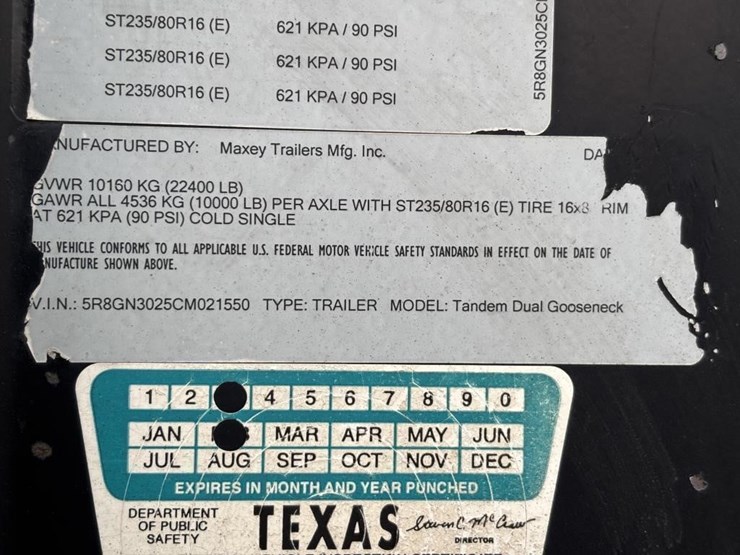 ST235/80R16 (E) 621 KPA / 90 PSI
ST235/80R16 (E) 621 KPA / 90 PSI
ST235/80R16 (E) 621 KPA / 90 PSI
5R8GN3025C
NUFACTURED BY: Maxey Trailers Mfg. Inc. DA
GVWR 10160 KG (22400 LB)
GAWR ALL 4536 KG (10000 LB) PER AXLE WITH ST235/80R16 (E) TIRE 16x8 RIM
AT 621 KPA (90 PSI) COLD SINGLE
HIS VEHICLE CONFORMS TO ALL APPLICABLE U.S. FEDERAL MOTOR VEHICLE SAFETY STANDARDS IN EFFECT ON THE DATE OF
NUFACTURE SHOWN ABOVE.
V.I.N.: 5R8GN3025CM021550 TYPE: TRAILER MODEL: Tandem Dual Gooseneck
1 2 4 5 6 7 8 9 0
JAN MAR APR MAY JUN
JUL AUG SEP OCT NOV DEC
EXPIRES IN MONTH AND YEAR PUNCHED
DEPARTMENT
OF PUBLIC
SAFETY
TEXAS
Steven C. McCraw
DIRECTOR